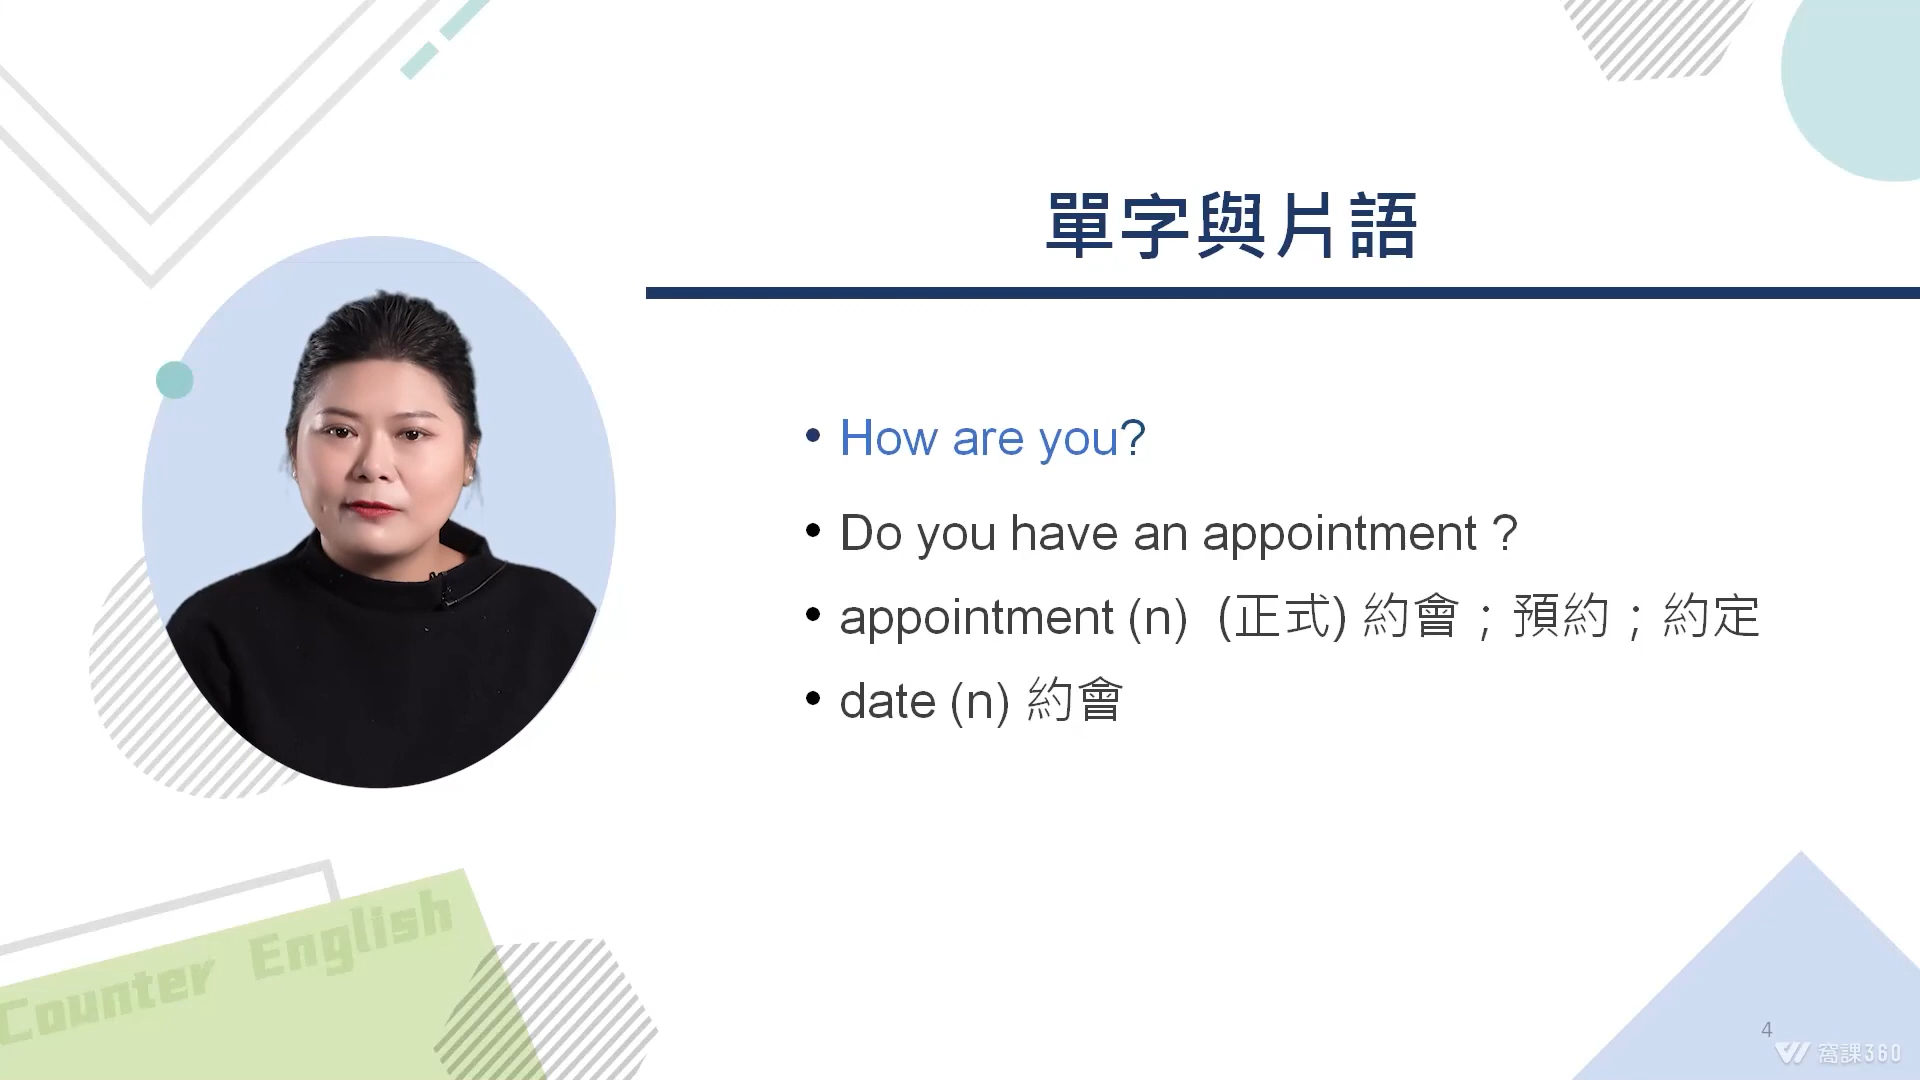 單字與片語
• How are you?
• Do you have an appointment ?
• appointment (n)  (正式) 約會；預約；約定
• date (n) 約會
Counter English
4
窩課360